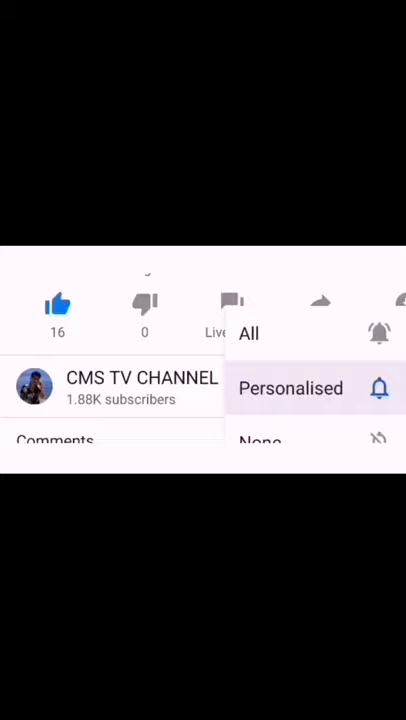 16
0
Live
All
CMS TV CHANNEL
1.88K subscribers
Personalised
Comments
None